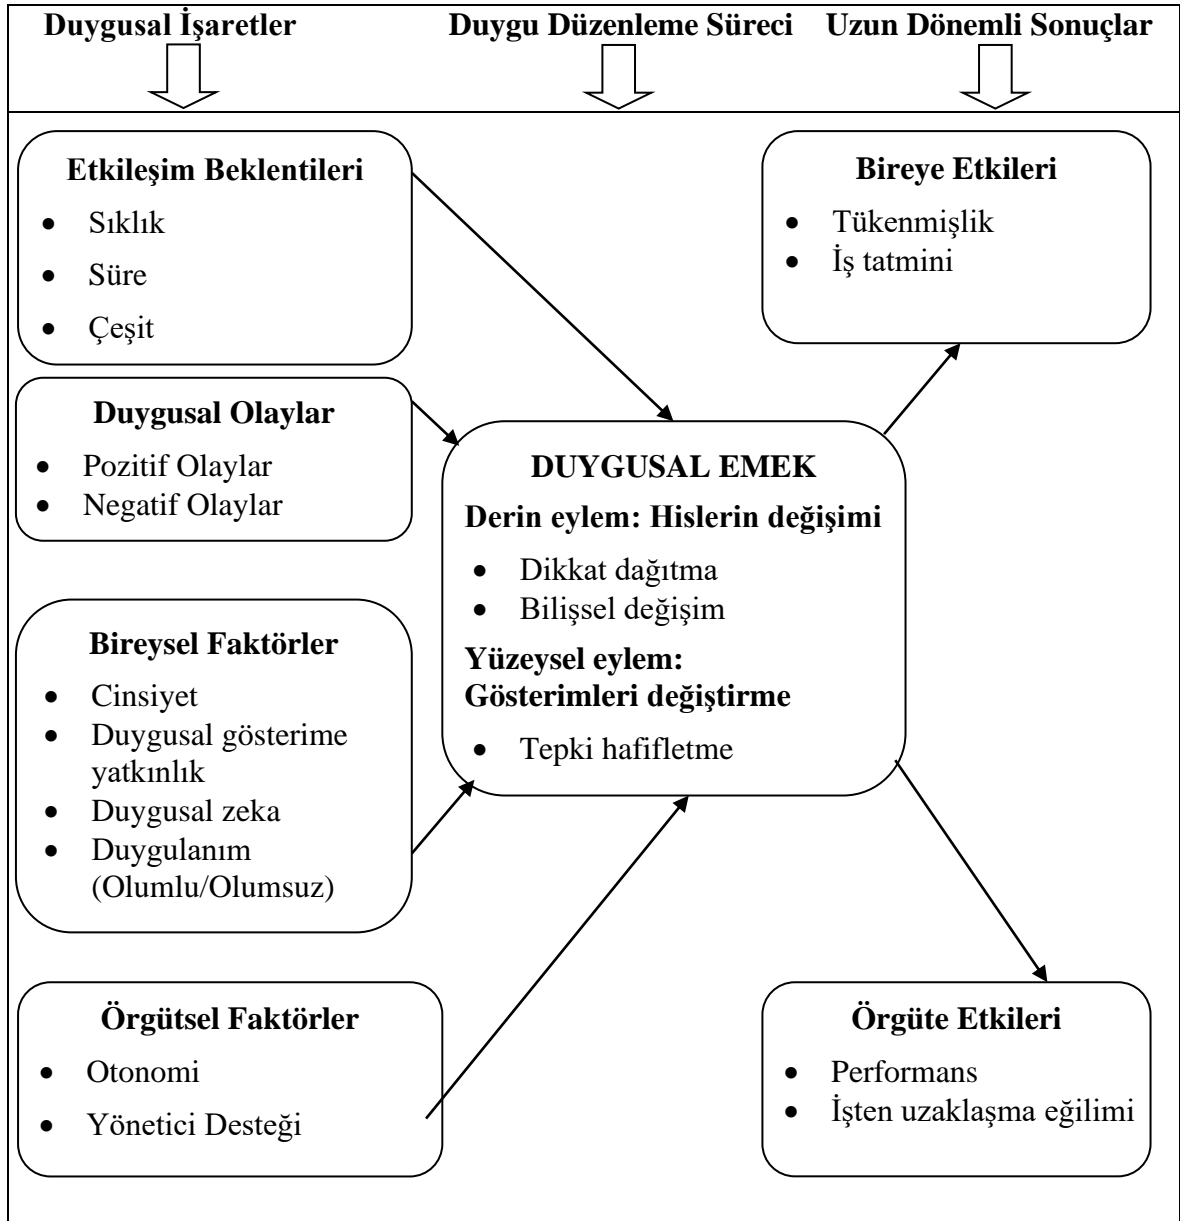 Duygusal İşaretler
Duygu Düzenleme Süreci
Uzun Dönemli Sonuçlar
Etkileşim Beklentileri
• Sıklık
• Süre
• Çeşit
Duygusal Olaylar
• Pozitif Olaylar
• Negatif Olaylar
Bireysel Faktörler
• Cinsiyet
• Duygusal gösterime
yatkınlık
• Duygusal zeka
• Duygulanım
(Olumlu/Olumsuz)
Örgütsel Faktörler
• Otonomi
• Yönetici Desteği
DUYGUSAL EMEK
Derin eylem: Hislerin değişimi
• Dikkat dağıtma
• Bilişsel değişim
Yüzeysel eylem:
Gösterimleri değiştirme
• Tepki hafifletme
Bireye Etkileri
• Tükenmişlik
• İş tatmini
Örgüte Etkileri
• Performans
• İşten uzaklaşma eğilimi